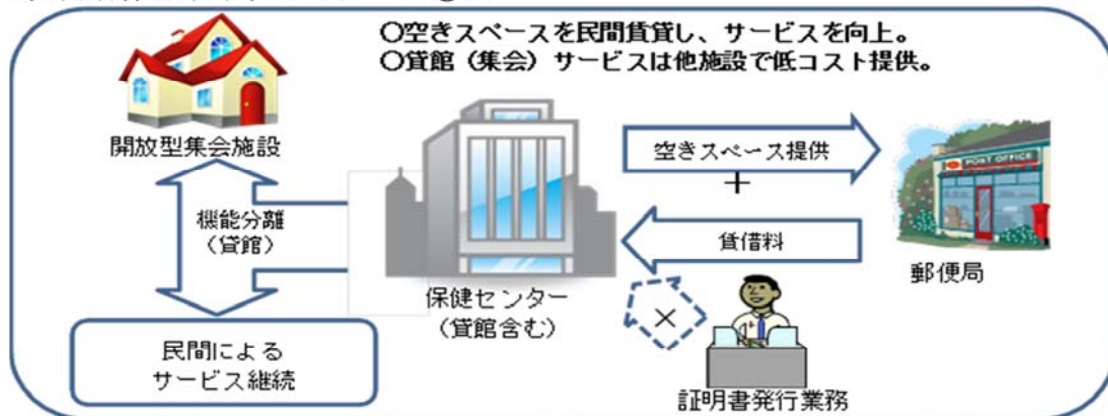 〇空きスペースを民間賃貸し、サービスを向上。
〇貸館（集会）サービスは他施設で低コスト提供。
開放型集会施設
空きスペース提供
＋
POST OFFICE
機能分離
（貸館）
賃借料
郵便局
保健センター
（貸館含む）
×
民間による
サービス継続
証明書発行業務